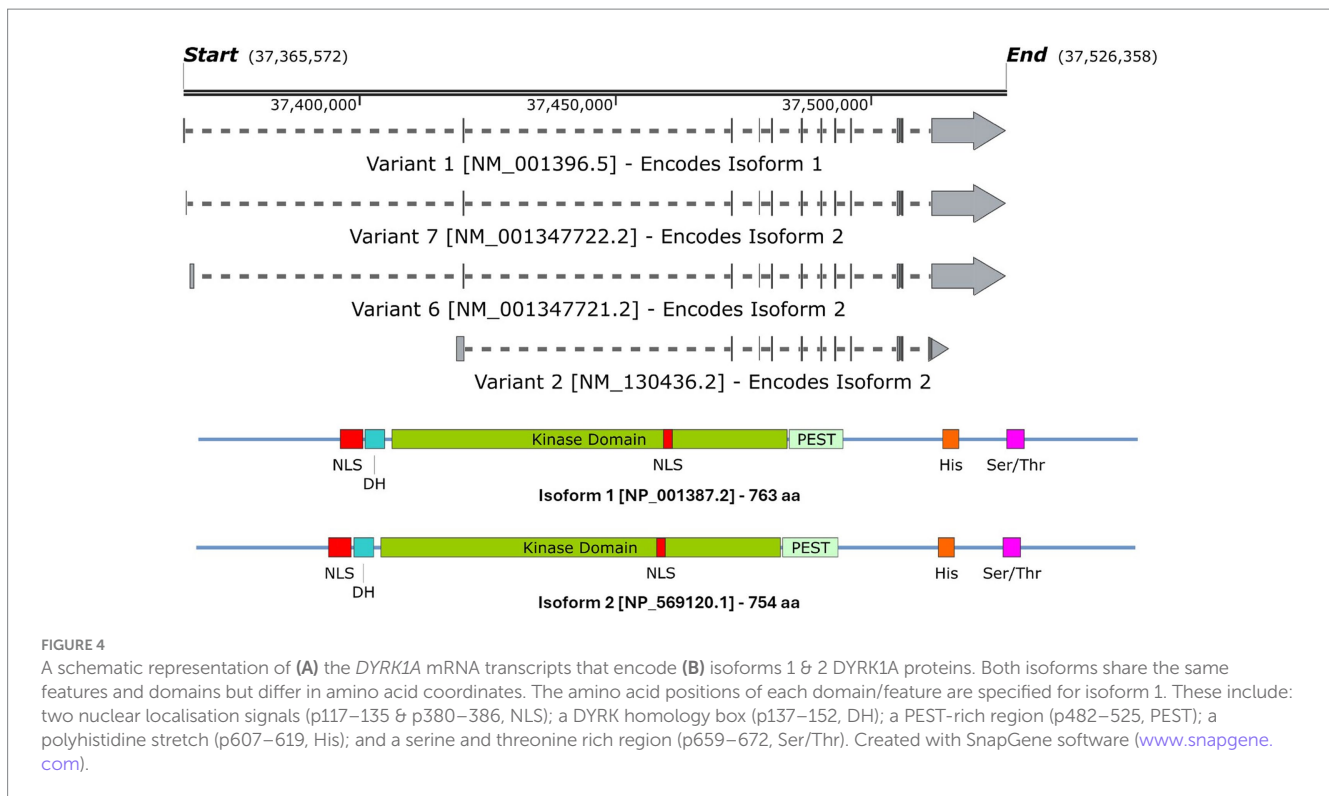 Start (37,365,572) End (37,526,358)
37,400,000 37,450,000 37,500,000
Variant 1 [NM_001396.5] - Encodes Isoform 1
Variant 7 [NM_001347722.2] - Encodes Isoform 2
Variant 6 [NM_001347721.2] - Encodes Isoform 2
Variant 2 [NM_130436.2] - Encodes Isoform 2
Kinase Domain PEST
NLS NLS His Ser/Thr
DH
Isoform 1 [NP_001387.2] - 763 aa
Kinase Domain PEST
NLS NLS His Ser/Thr
DH
Isoform 2 [NP_569120.1] - 754 aa
FIGURE 4
A schematic representation of (A) the DYRK1A mRNA transcripts that encode (B) isoforms 1 & 2 DYRK1A proteins. Both isoforms share the same
features and domains but differ in amino acid coordinates. The amino acid positions of each domain/feature are specified for isoform 1. These include:
two nuclear localisation signals (p117–135 & p380–386, NLS); a DYRK homology box (p137–152, DH); a PEST-rich region (p482–525, PEST); a
polyhistidine stretch (p607–619, His); and a serine and threonine rich region (p659–672, Ser/Thr). Created with SnapGene software (www.snapgene.
com).